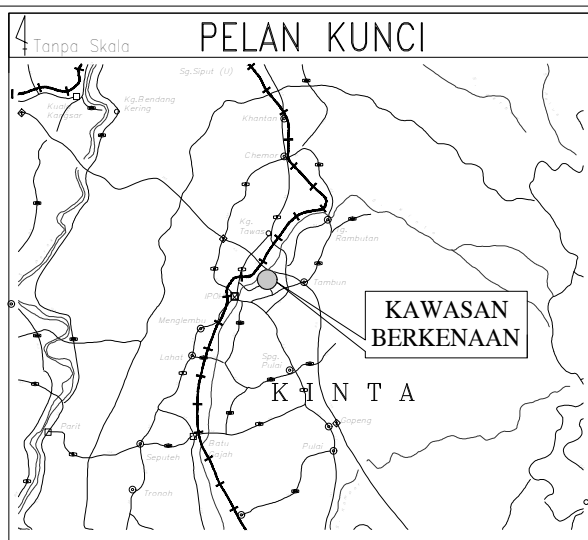 Tanpa Skala
PELAN KUNCI
Sg.Siput (U)
Kuala
Kangsar
Kg.Rendang
Kering
Khantan
Chemor
Kg.
Tawas
Rambutan
IPOH
Tambun
KAWASAN
BERKENAAN
Menglembu
Lahat
Spg.
Pulai
KINTA
Parit
Gopeng
Batu
Gajah
Seputeh
Pulai
Tronoh